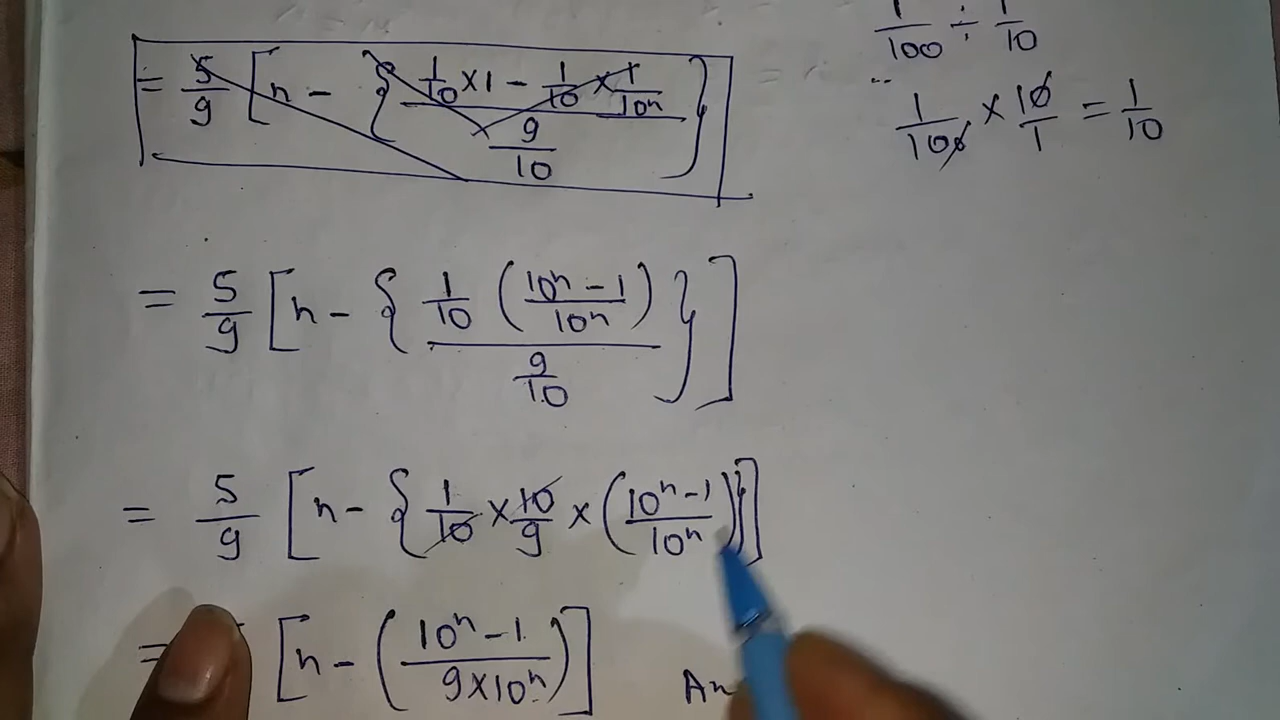 1/100 ÷ 1/10
1/100 × 10/1 = 1/10
= 5/9 [n - { (1/10 × 1 - 1/10 × 1/10ⁿ) / (9/10) }
= 5/9 [n - { (1/10 ((10ⁿ - 1)/10ⁿ)) / (9/10) }]
= 5/9 [n - {1/10 × 10/9 × ((10ⁿ - 1)/10ⁿ)}]
= [n - ((10ⁿ - 1)/(9 × 10ⁿ))]